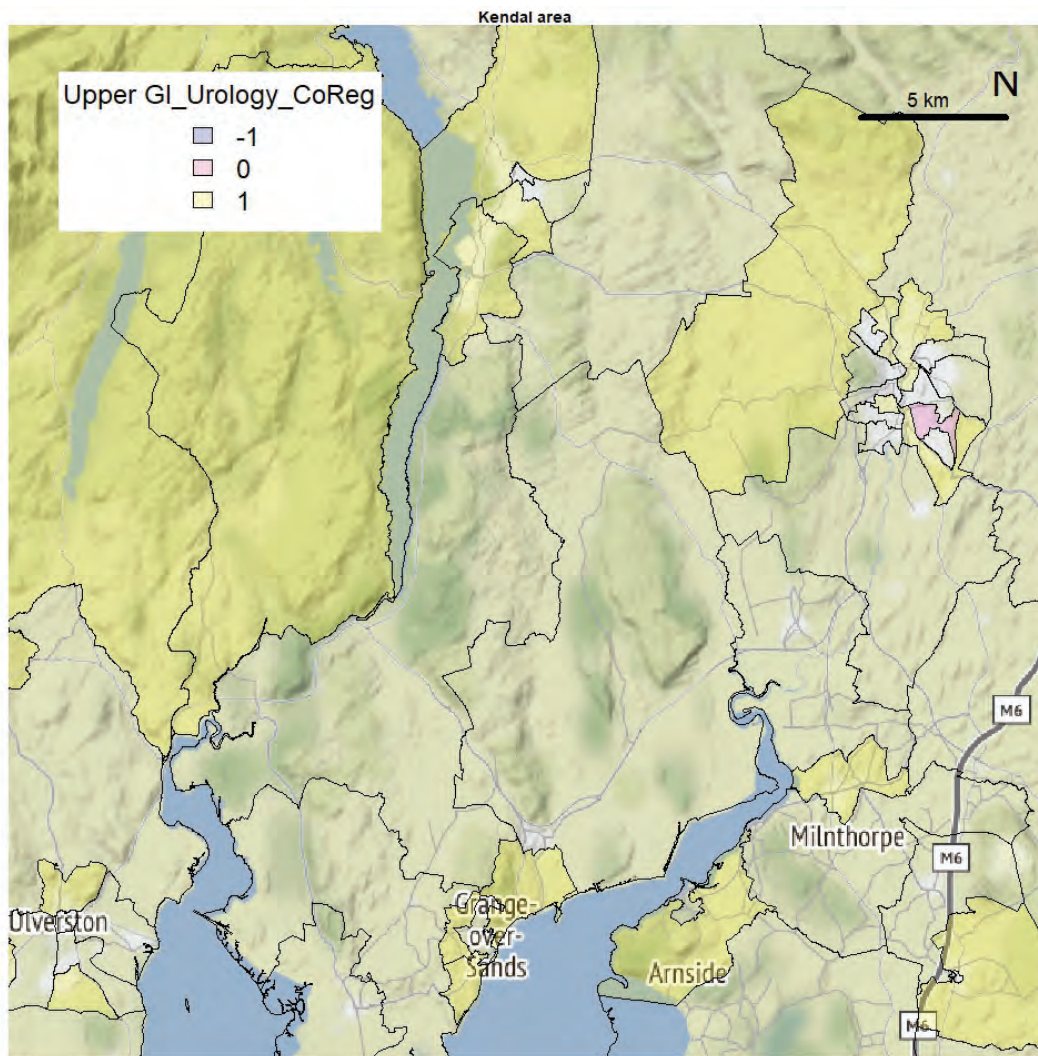 Kendal area
Upper GI_Urology_CoReg
-1
0
1
N
5 km
M6
Milnthorpe
M6
Ulverston
Grange-
over-
Sands
Arnside
M6